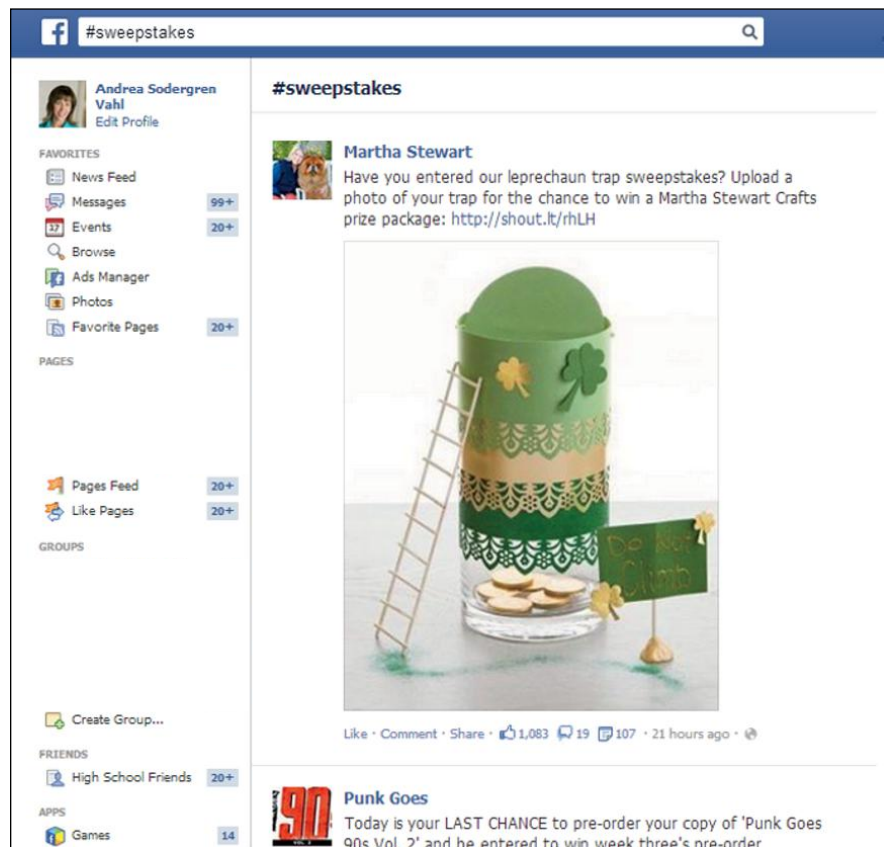 #sweepstakes
Andrea Sodergren
Vahl
Edit Profile
FAVORITES
News Feed
Messages 99+
17
Events 20+
Browse
Ads Manager
Photos
Favorite Pages 20+
PAGES
Pages Feed 20+
Like Pages 20+
GROUPS
Create Group...
FRIENDS
High School Friends 20+
APPS
Games 14
#sweepstakes
Martha Stewart
Have you entered our leprechaun trap sweepstakes? Upload a
photo of your trap for the chance to win a Martha Stewart Crafts
prize package: http://shout.lt/rhLH
Do Not
Climb
Like · Comment · Share · 1,083 19 107 · 21 hours ago ·
90
VOL. 2
Punk Goes
Today is your LAST CHANCE to pre-order your copy of 'Punk Goes
90s Vol. 2' and be entered to win week three's pre-order